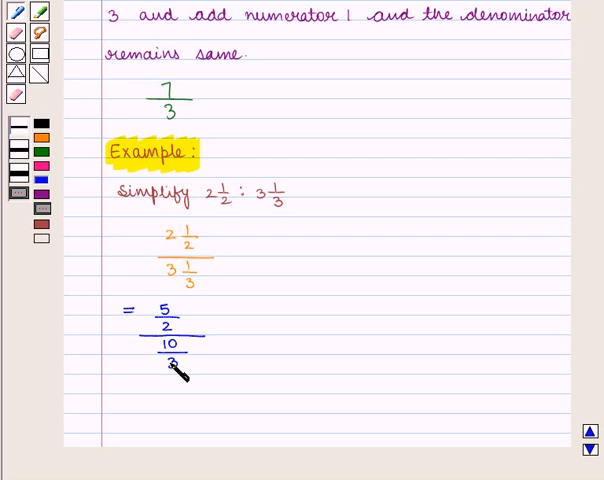 3 and add numerator 1 and the denominator
remains same.
7
3
Example:
Simplify 2 1/2 : 3 1/3
2 1/2
3 1/3
= 5
2
10
3